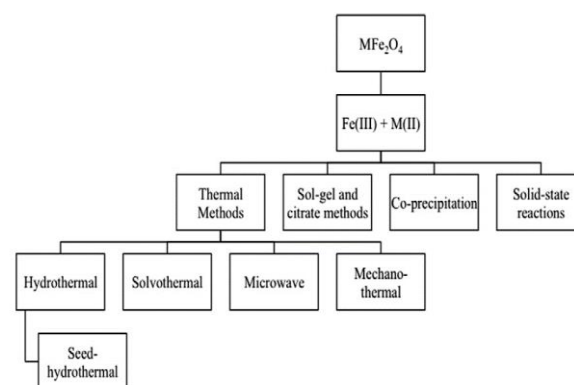 MFe₂O₄
Fe(III) + M(II)
Thermal
Methods
Sol-gel and
citrate methods
Co-precipitation
Solid-state
reactions
Hydrothermal
Solvothermal
Microwave
Mechano-
thermal
Seed-
hydrothermal